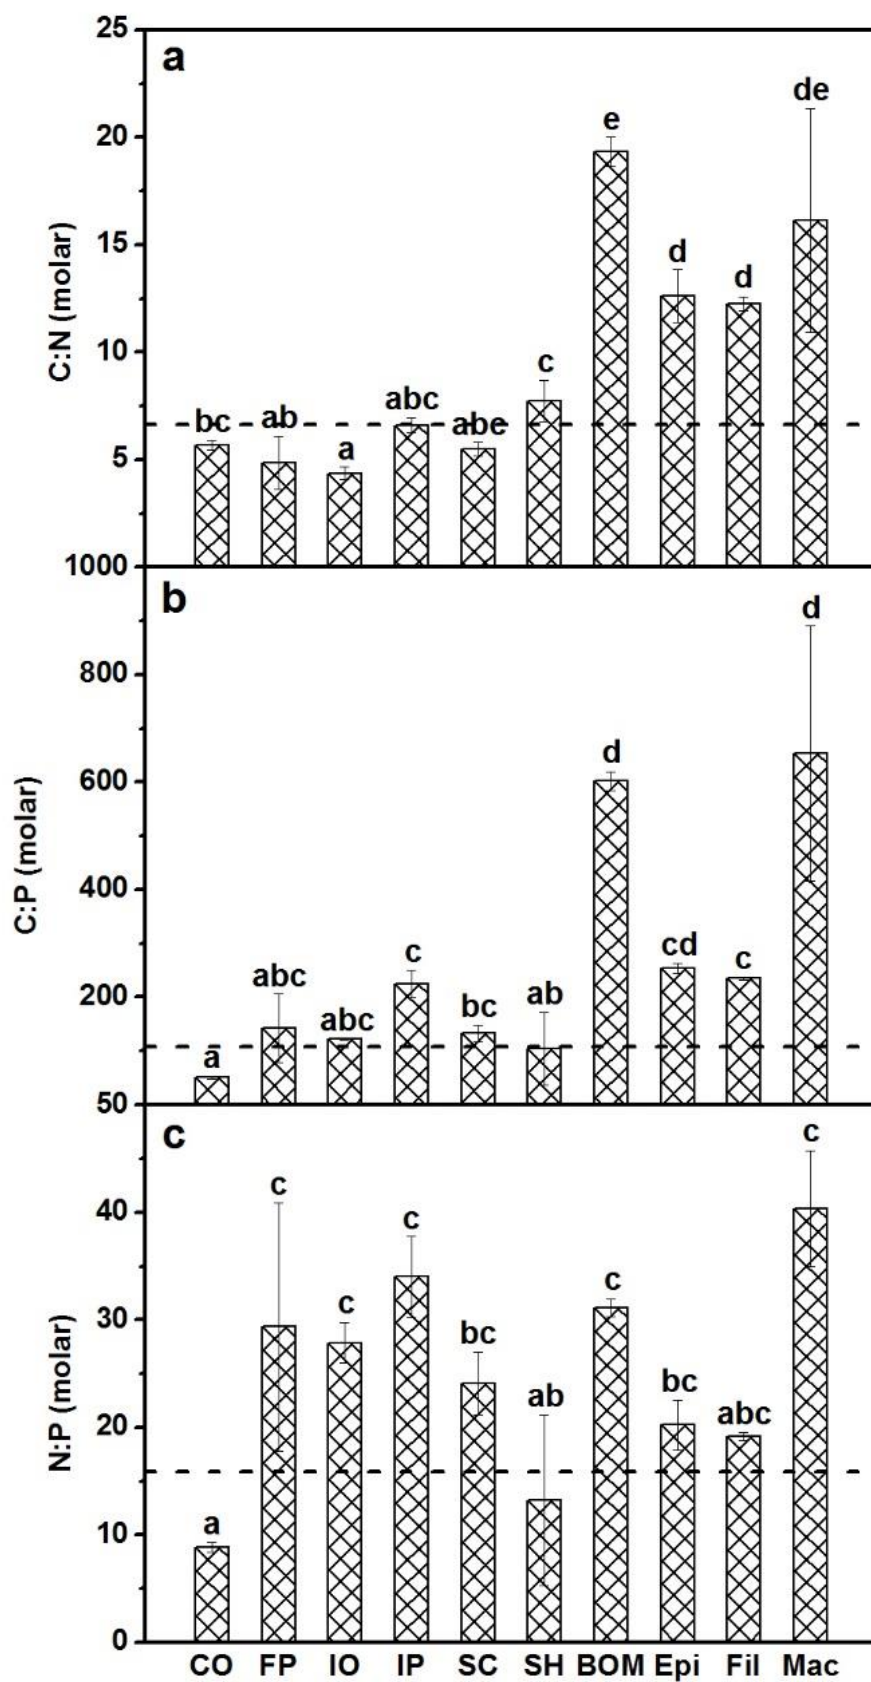 25
a
de
e
20
15
d
d
C:N (molar)
10
c
abc
bc
ab
abc
a
5
1000
b
d
800
d
600
C:P (molar)
400
cd
c
c
abc
200
abc
bc
ab
a
50
c
c
c
40
c
c
c
30
bc
N:P (molar)
ab
bc
abc
20
a
10
0
CO FP IO IP SC SH BOM Epi Fil Mac